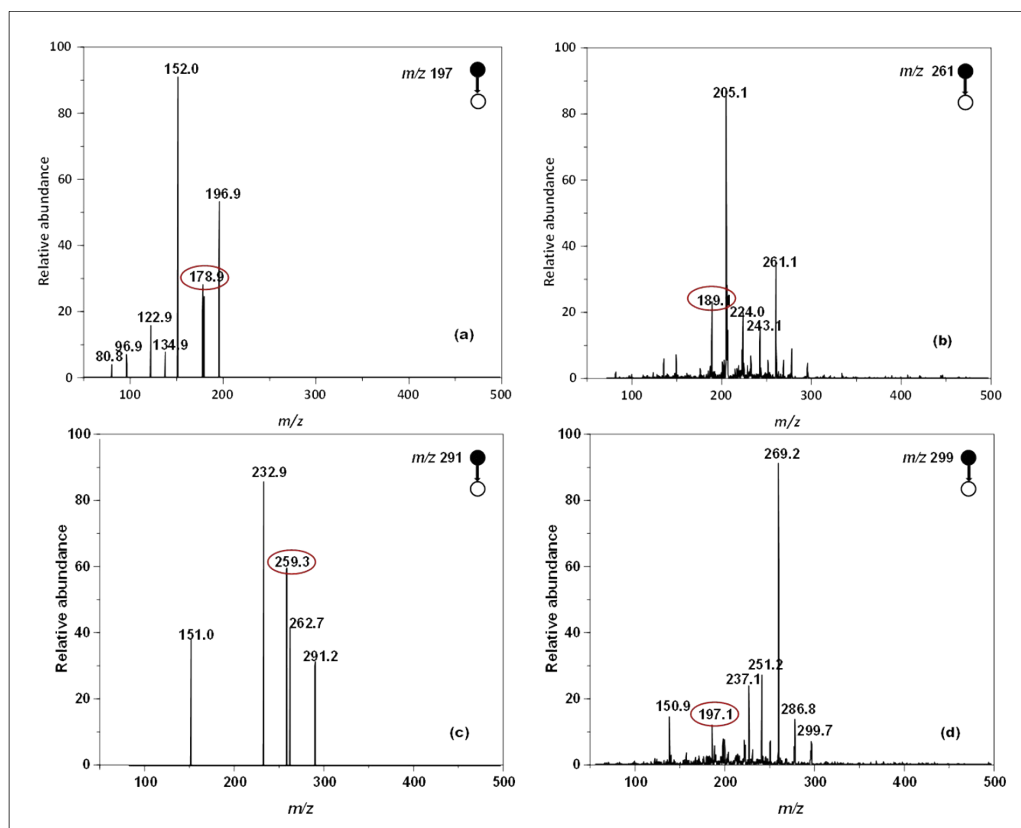 100
80
60
40
20
0
Relative abundance
152.0
196.9
178.9
122.9
134.9
96.9
80.8
m/z 197
(a)
100 200 300 400 500
m/z
100
80
60
40
20
0
Relative abundance
205.1
261.1
189.
224.0
243.1
m/z 261
(b)
100 200 300 400 500
m/z
100
80
60
40
20
0
Relative abundance
232.9
259.3
262.7
151.0
291.2
m/z 291
(c)
100 200 300 400 500
m/z
100
80
60
40
20
0
Relative abundance
269.2
251.2
237.1
150.9
197.1
286.8
299.7
m/z 299
(d)
100 200 300 400 500
m/z